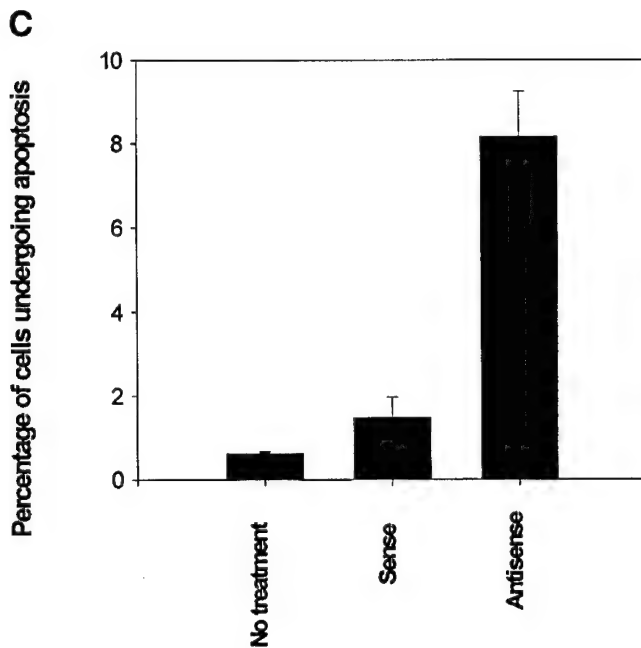 C
Percentage of cells undergoing apoptosis
10
8
6
4
2
0
No treatment
Sense
Antisense